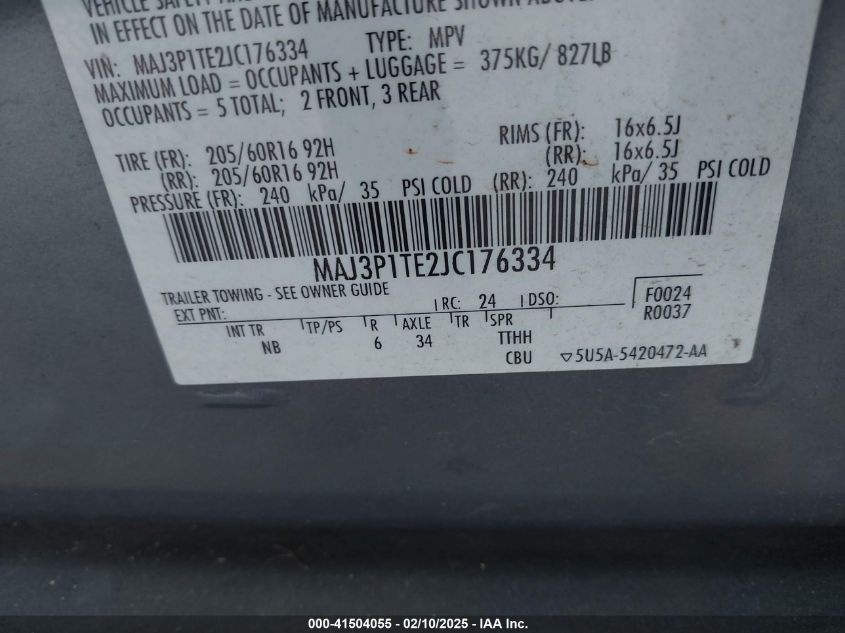 VEHICLE SAFETY AND
IN EFFECT ON THE DATE OF MANUFACTURE SHOWN ABOVE.
VIN: MAJ3P1TE2JC176334 TYPE: MPV
MAXIMUM LOAD = OCCUPANTS + LUGGAGE = 375KG/ 827LB
OCCUPANTS = 5 TOTAL; 2 FRONT, 3 REAR
TIRE (FR): 205/60R16 92H RIMS (FR): 16x6.5J
(RR): 205/60R16 92H (RR): 16x6.5J
PRESSURE (FR): 240 kPa/ 35 PSI COLD (RR): 240 kPa/ 35 PSI COLD
MAJ3P1TE2JC176334
TRAILER TOWING - SEE OWNER GUIDE
EXT PNT: RC: 24 DSO: F0024
R0037
INT TR TP/PS R AXLE TR SPR
NB 6 34 TTHH
CBU ▽5U5A-5420472-AA
000-41504055 — 02/10/2025 — IAA Inc.